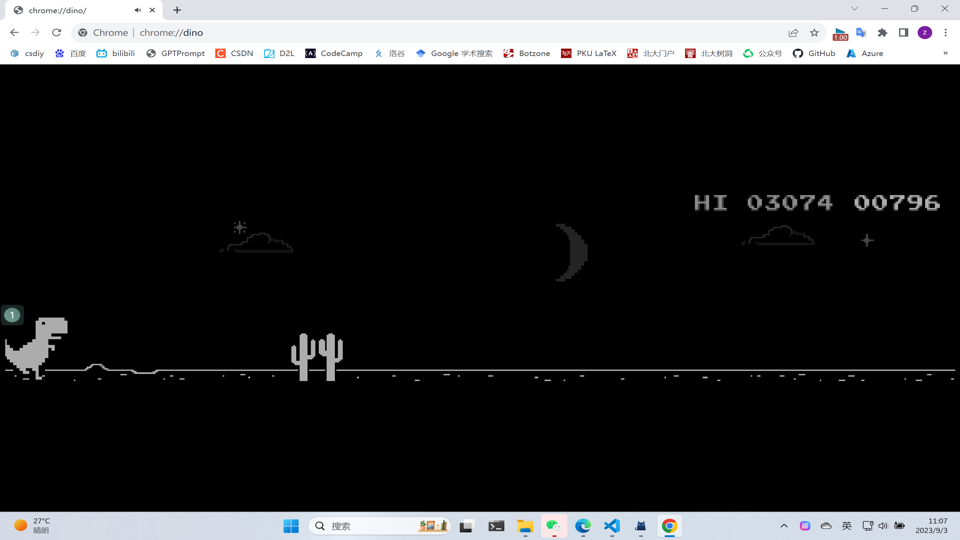 chrome://dino/
Chrome | chrome://dino
1.00
z
csdiy 百度 bilibili GPTPrompt CSDN D2L CodeCamp 洛谷 Google 学术搜索 Botzone PKU LaTeX 北大门户 北大树洞 公众号 GitHub Azure »
HI 03074 00796
1
27°C
晴朗
搜索
英
11:07
2023/9/3